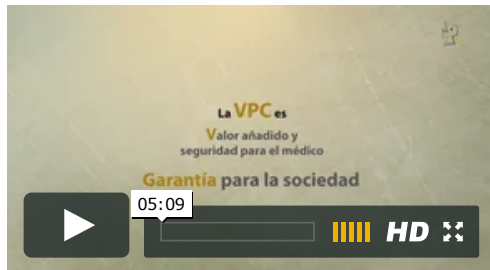 La VPC es
Valor añadido y
seguridad para el médico
Garantía para la sociedad
05:09
HD